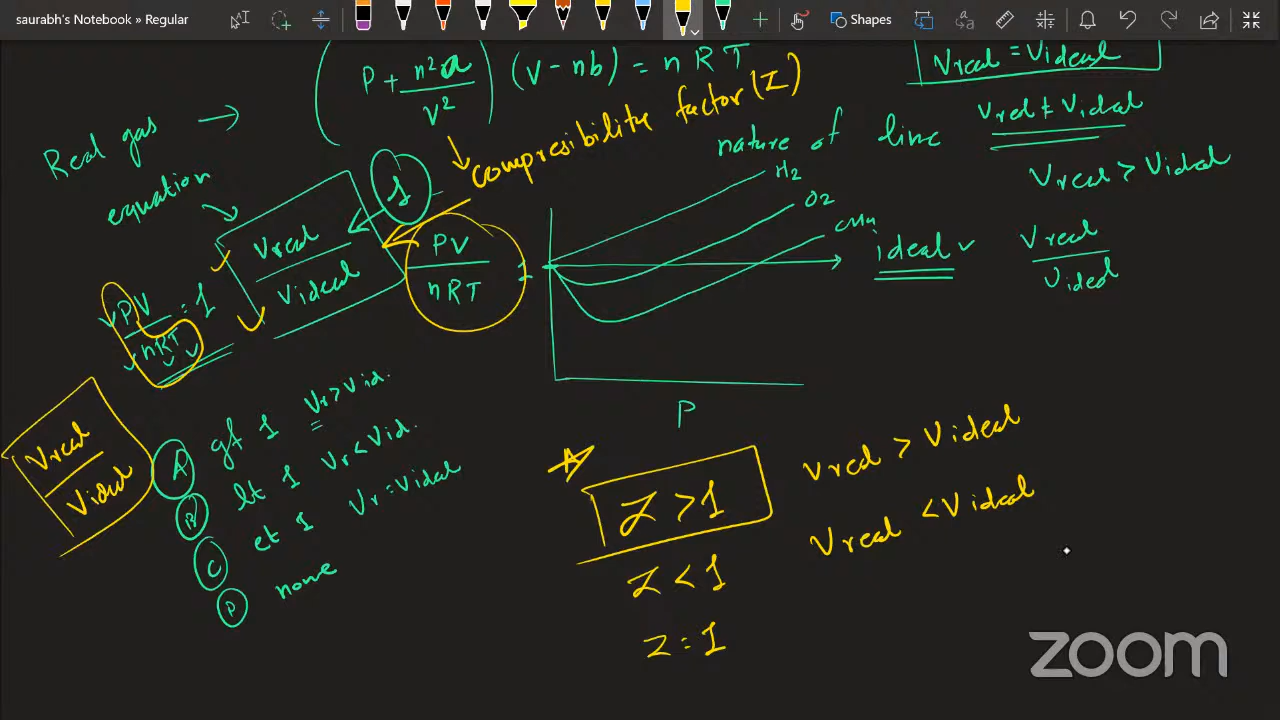 saurabh's Notebook » Regular
Shapes
(P + n²a / V²) (V - nb) = n R T
Vreal = Videal
Real gas →
equation
compresibility factor (Z)
nature of line
Vreal ≠ Videal
Vreal > Videal
1
Vreal / Videal
PV / nRT
PV / nRT = 1
1
H2
O2
CH4
ideal
Vreal / Videal
P
Vreal / Videal
A gt 1 Vr > Vid.
B lt 1 Vr < Vid.
C et 1 Vr = Videal
D none
Z > 1 Vreal > Videal
Z < 1 Vreal < Videal
Z = 1
zoom